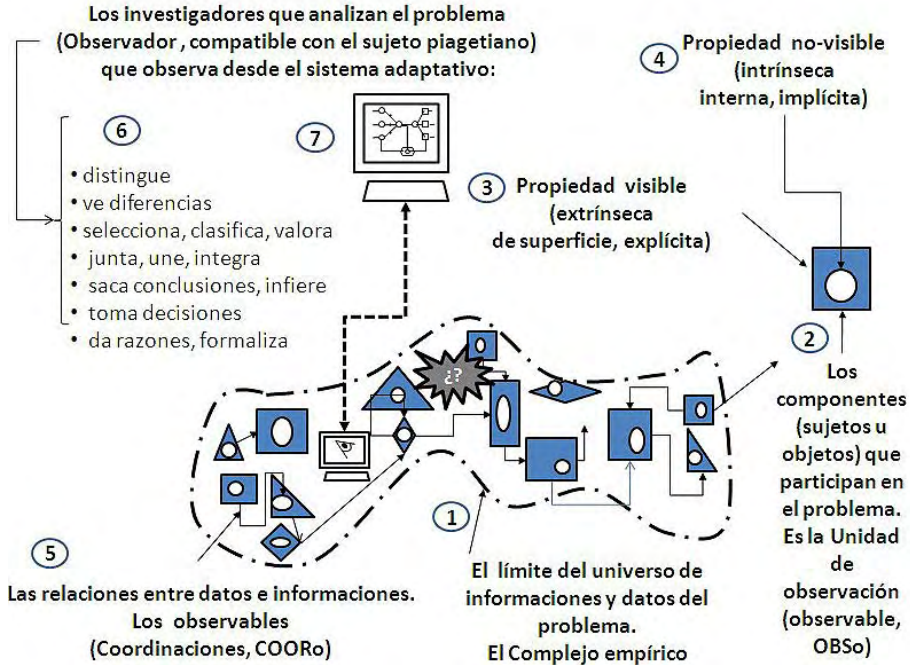 Los investigadores que analizan el problema
(Observador , compatible con el sujeto piagetiano)
que observa desde el sistema adaptativo:
4
Propiedad no-visible
(intrínseca
interna, implícita)
6
7
• distingue
• ve diferencias
• selecciona, clasifica, valora
• junta, une, integra
• saca conclusiones, infiere
• toma decisiones
• da razones, formaliza
3
Propiedad visible
(extrínseca
de superficie, explícita)
¿?
2
Los
componentes
(sujetos u
objetos) que
participan en
el problema.
Es la Unidad
de
observación
(observable,
OBSo)
1
El límite del universo de
informaciones y datos del
problema.
El Complejo empírico
5
Las relaciones entre datos e informaciones.
Los observables
(Coordinaciones, COORo)